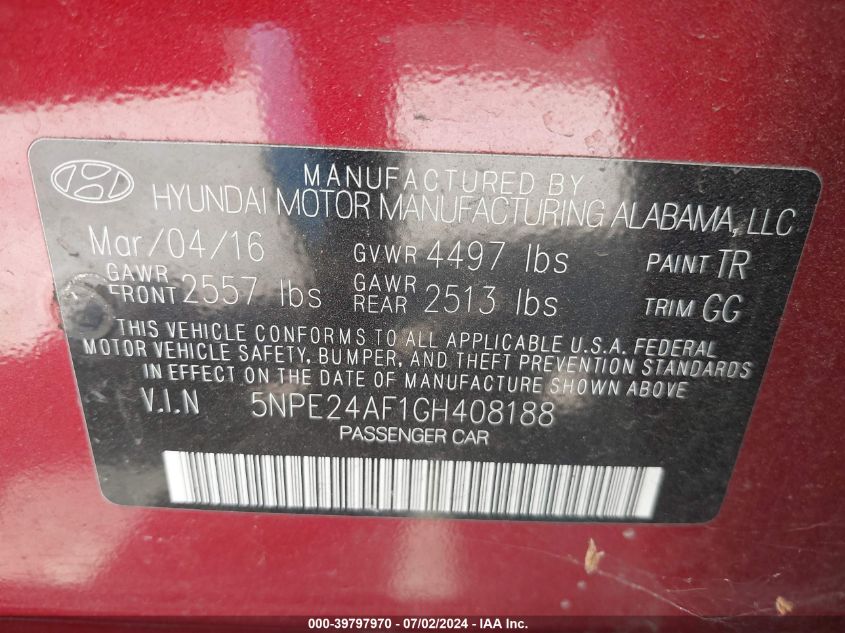 MANUFACTURED BY
HYUNDAI MOTOR MANUFACTURING ALABAMA, LLC
Mar/04/16 GVWR 4497 lbs PAINT TR
GAWR FRONT 2557 lbs GAWR REAR 2513 lbs TRIM GG
THIS VEHICLE CONFORMS TO ALL APPLICABLE U.S.A. FEDERAL
MOTOR VEHICLE SAFETY, BUMPER, AND THEFT PREVENTION STANDARDS
IN EFFECT ON THE DATE OF MANUFACTURE SHOWN ABOVE
V.I.N 5NPE24AF1GH408188
PASSENGER CAR
000-39797970 - 07/02/2024 - IAA Inc.